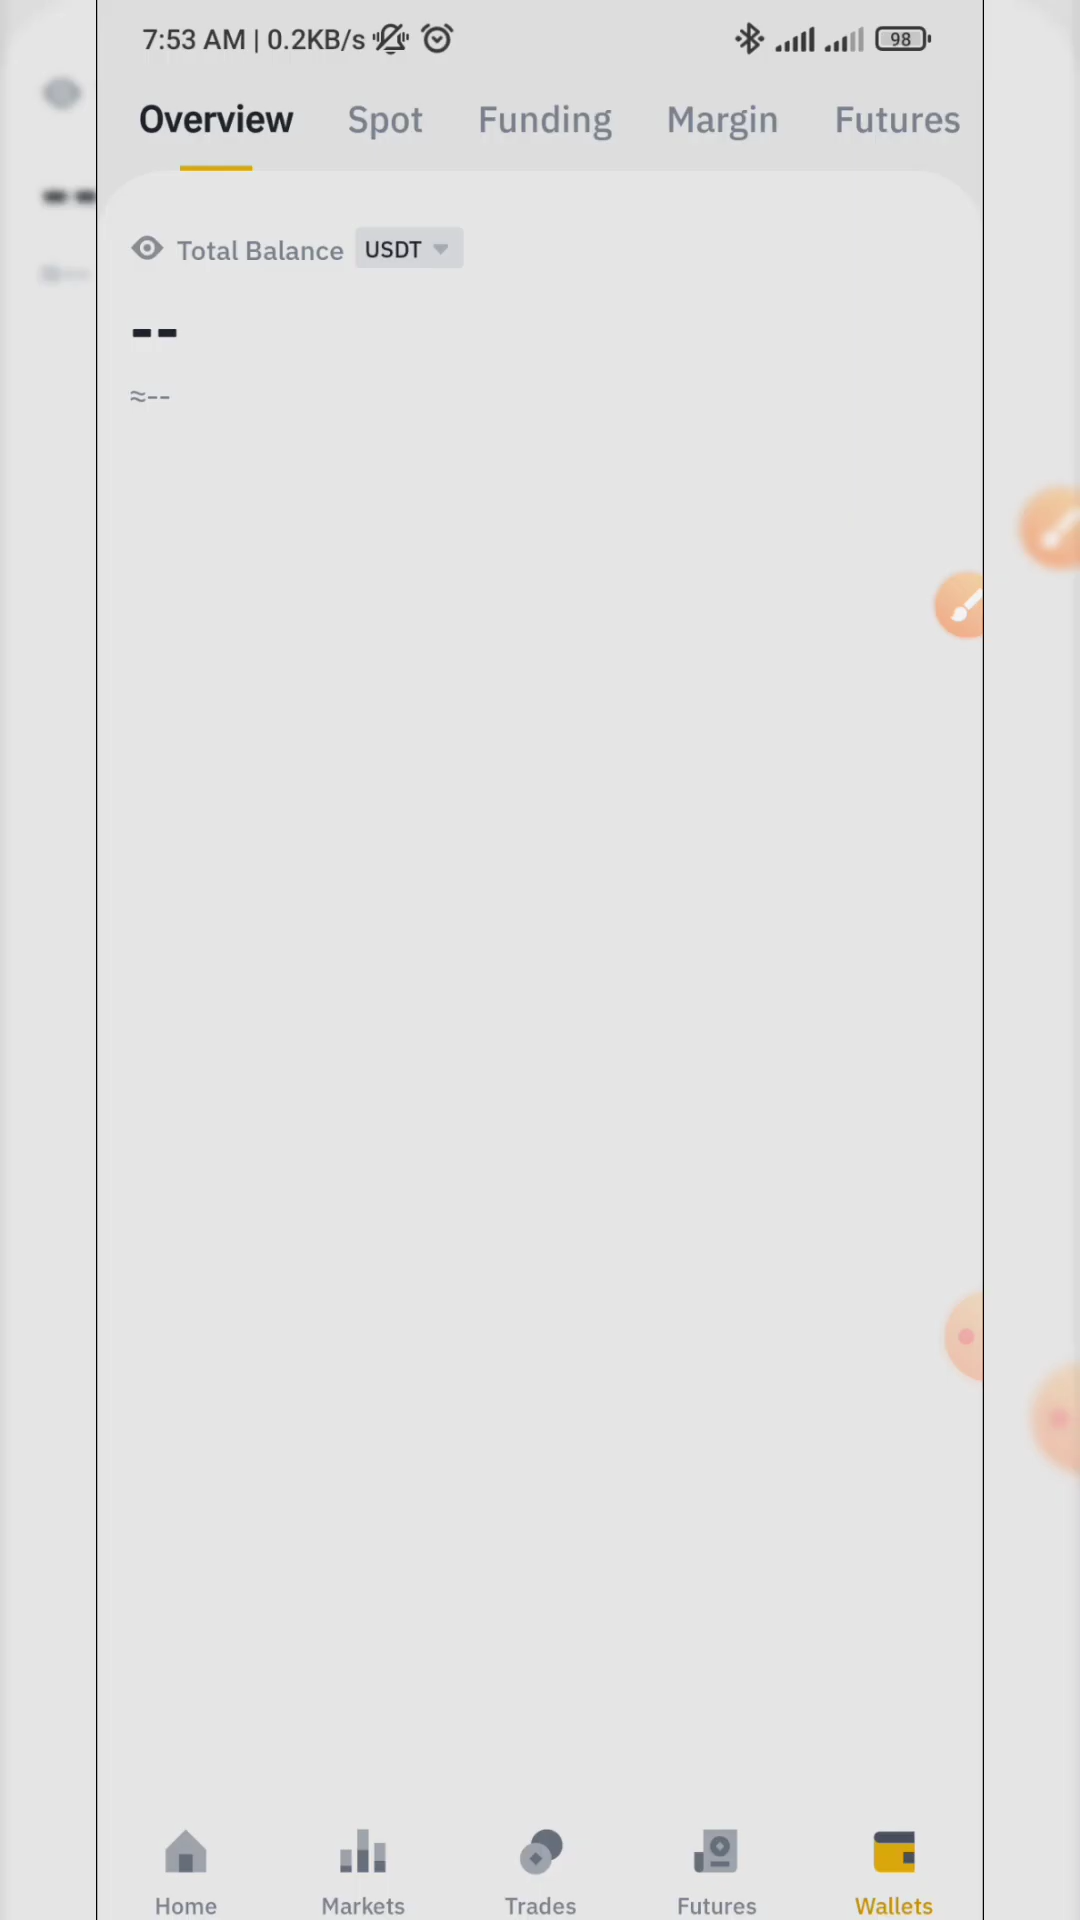 7:53 AM | 0.2KB/s 98
Overview Spot Funding Margin Futures
Total Balance USDT
--
≈--
Home Markets Trades Futures Wallets